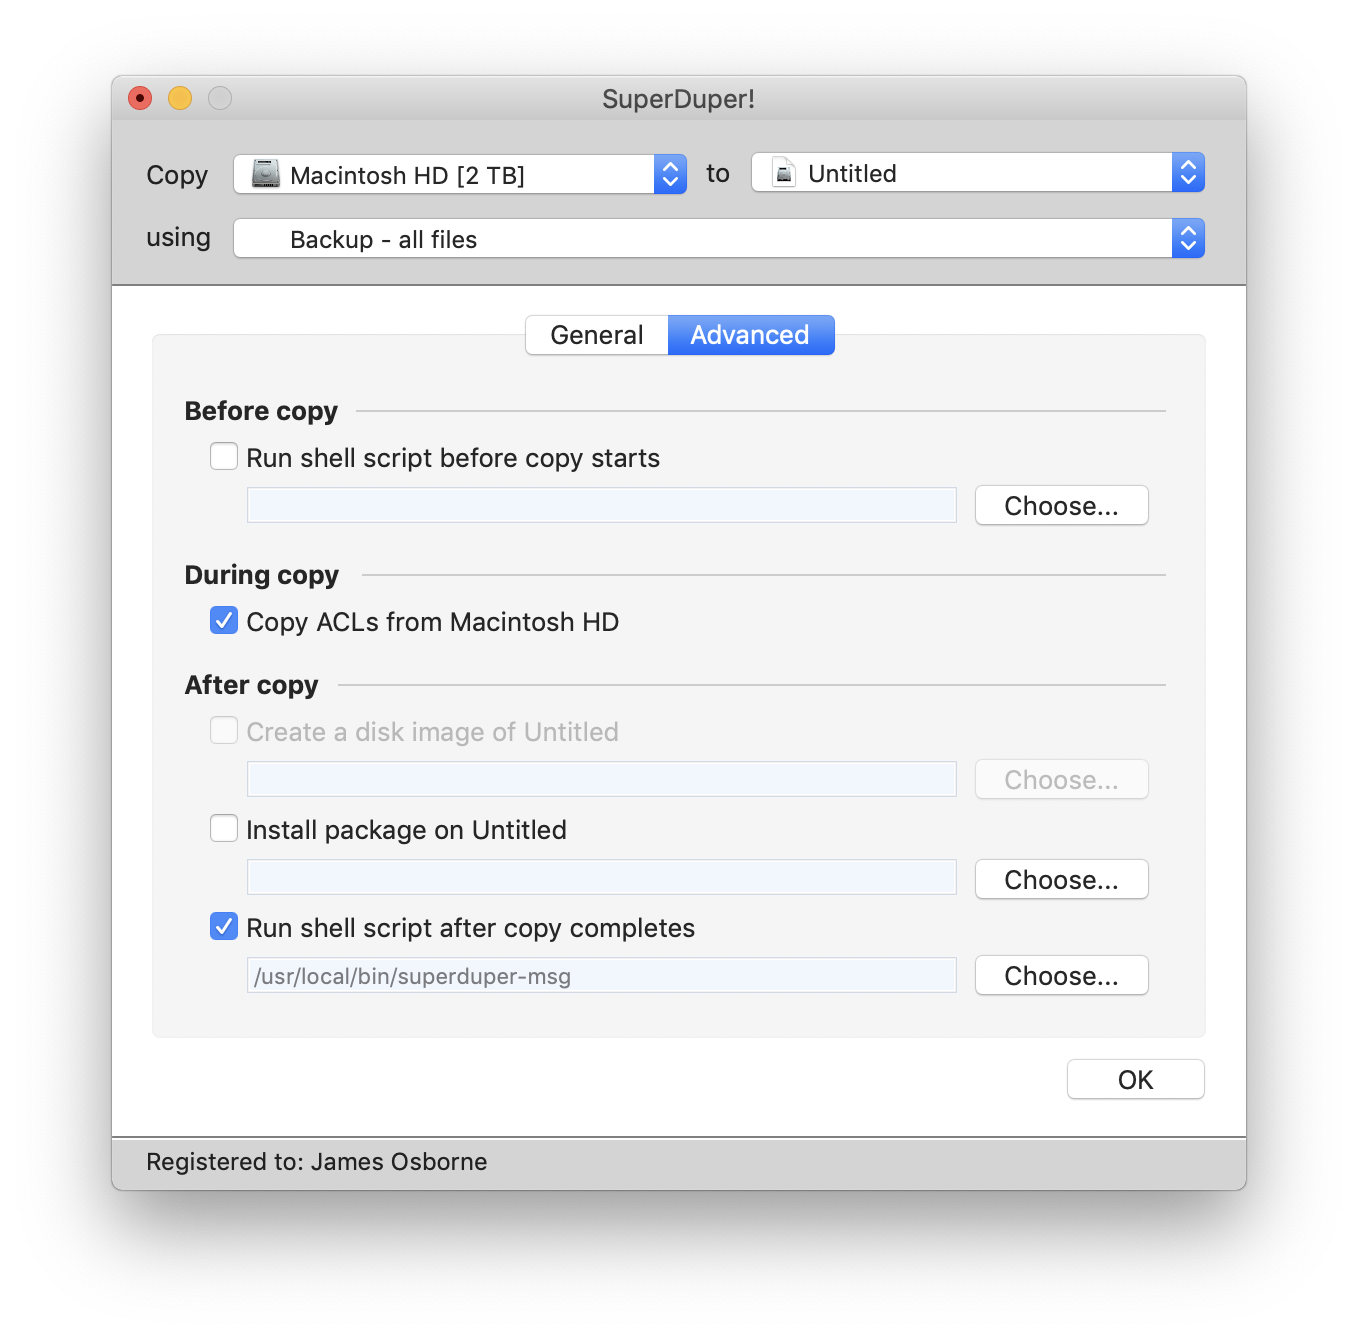 SuperDuper!
Copy Macintosh HD [2 TB] to Untitled
using Backup - all files
General Advanced
Before copy
Run shell script before copy starts
Choose...
During copy
Copy ACLs from Macintosh HD
After copy
Create a disk image of Untitled
Choose...
Install package on Untitled
Choose...
Run shell script after copy completes
/usr/local/bin/superduper-msg Choose...
OK
Registered to: James Osborne